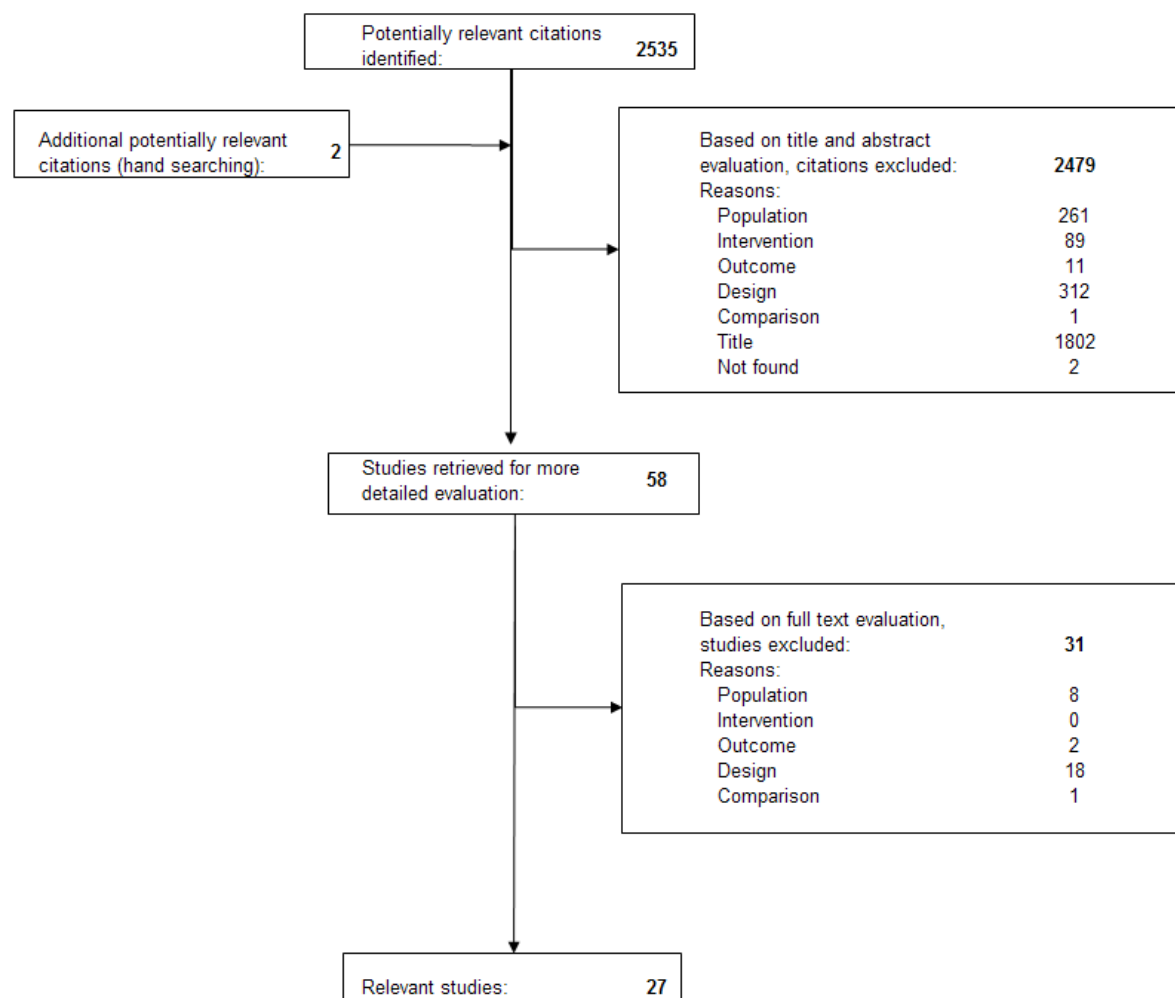 Potentially relevant citations
identified: 2535
Additional potentially relevant
citations (hand searching): 2
Based on title and abstract
evaluation, citations excluded: 2479
Reasons:
Population 261
Intervention 89
Outcome 11
Design 312
Comparison 1
Title 1802
Not found 2
Studies retrieved for more
detailed evaluation: 58
Based on full text evaluation,
studies excluded: 31
Reasons:
Population 8
Intervention 0
Outcome 2
Design 18
Comparison 1
Relevant studies: 27